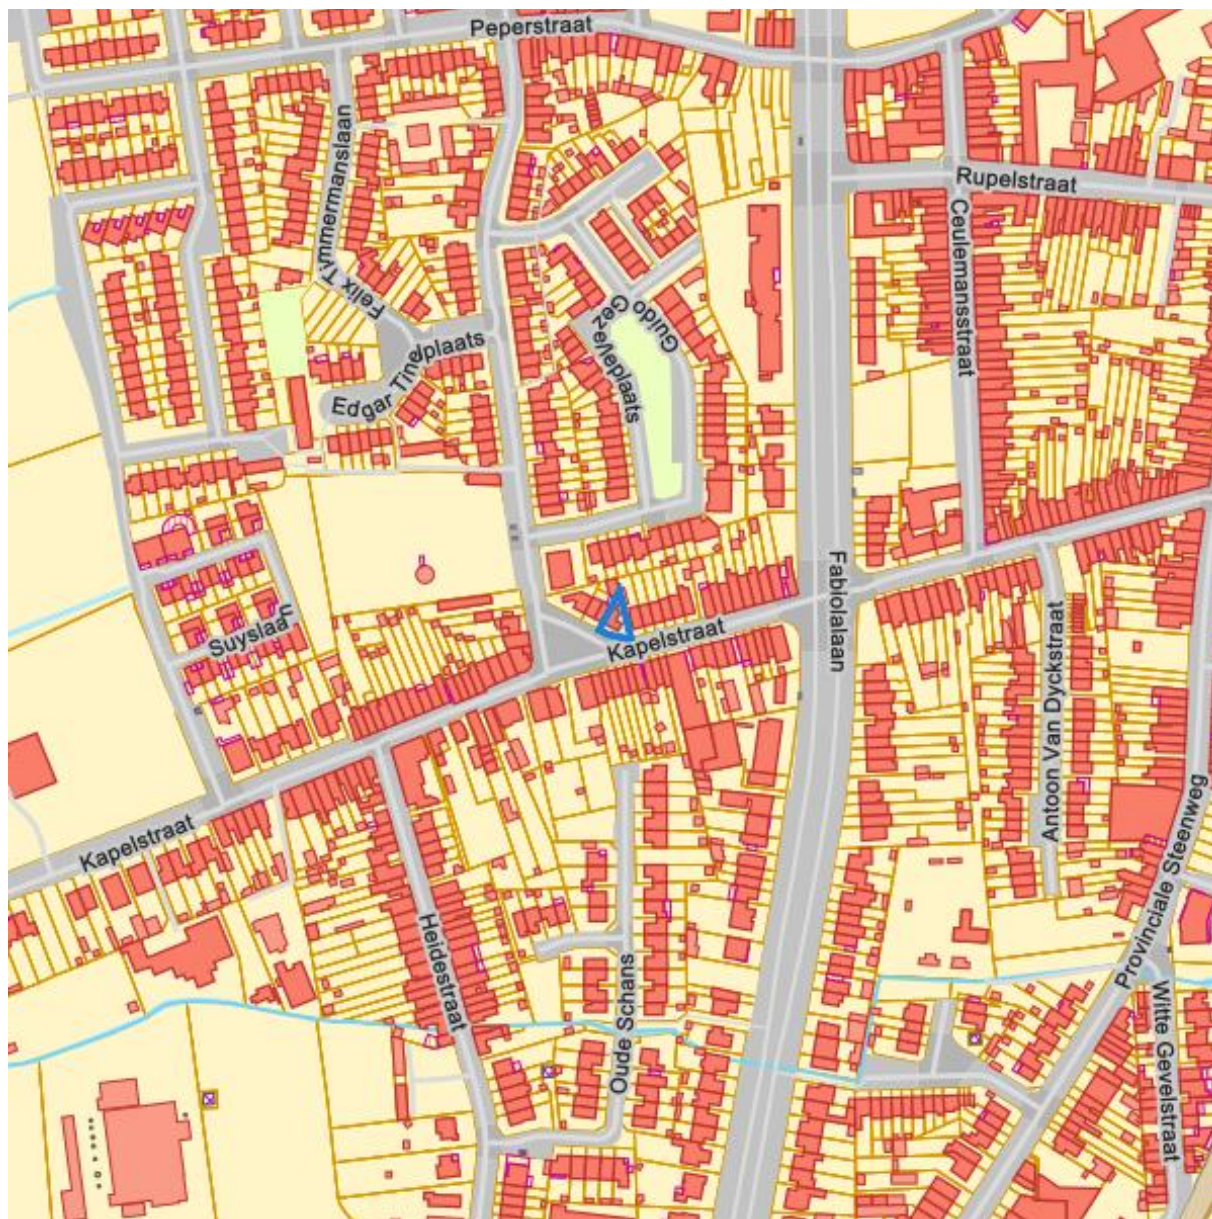 Peperstraat
Felix Timmermanslaan
Rupelstraat
Ceulemansstraat
Guido Gezelleplaats
Edgar Tinelplaats
Fabiolalaan
Suyslaan
Kapelstraat
Antoon Van Dyckstraat
Kapelstraat
Provinciale Steenweg
Heidestraat
Oude Schans
Witte Gevelstraat